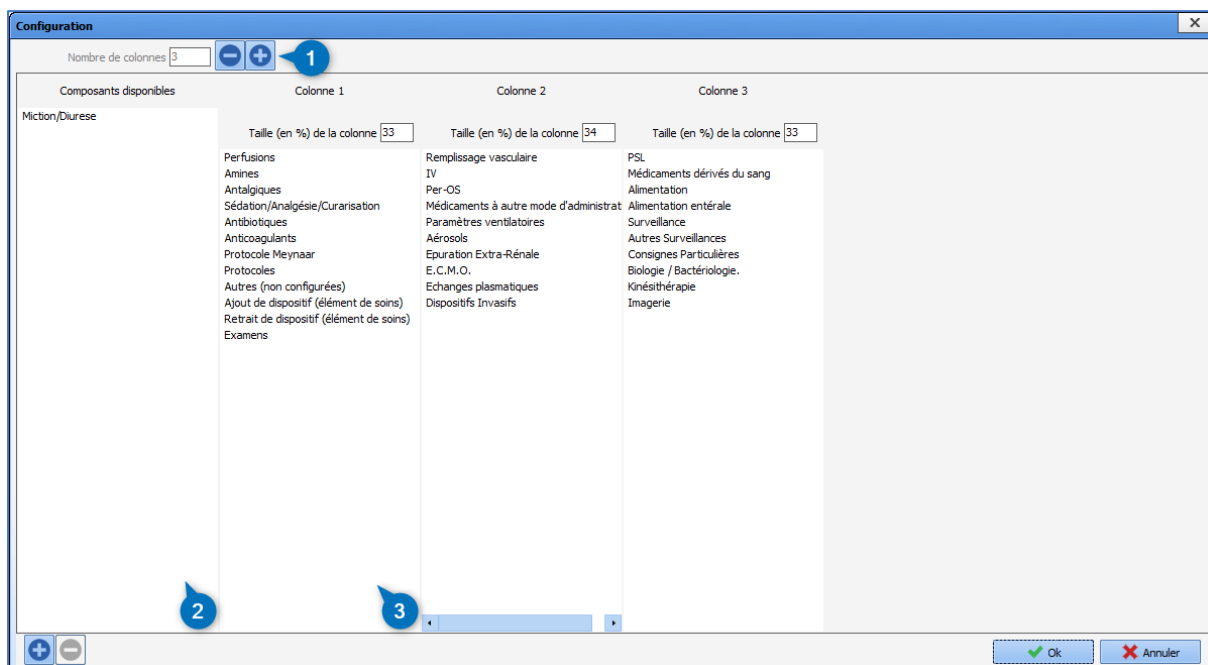 Configuration
Nombre de colonnes 3
1
Composants disponibles
Colonne 1
Colonne 2
Colonne 3
Miction/Diurese
Taille (en %) de la colonne 33
Taille (en %) de la colonne 34
Taille (en %) de la colonne 33
Perfusions
Amines
Antalgiques
Sédation/Analgésie/Curarisation
Antibiotiques
Anticoagulants
Protocole Meynaar
Protocoles
Autres (non configurées)
Ajout de dispositif (élément de soins)
Retrait de dispositif (élément de soins)
Examens
Remplissage vasculaire
IV
Per-OS
Médicaments à autre mode d'administrat
Paramètres ventilatoires
Aérosols
Epuration Extra-Rénale
E.C.M.O.
Echanges plasmatiques
Dispositifs Invasifs
PSL
Médicaments dérivés du sang
Alimentation
Alimentation entérale
Surveillance
Autres Surveillances
Consignes Particulières
Biologie / Bactériologie.
Kinésithérapie
Imagerie
2
3
Ok
Annuler